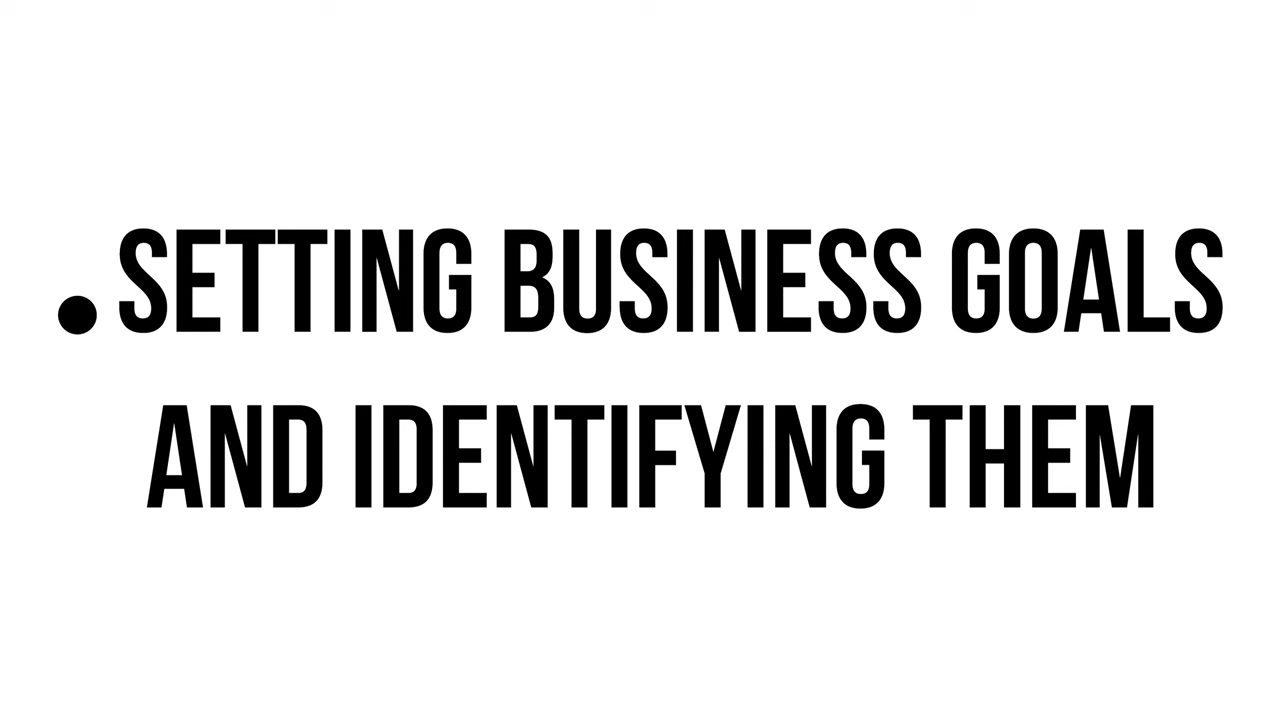 • SETTING BUSINESS GOALS
AND IDENTIFYING THEM